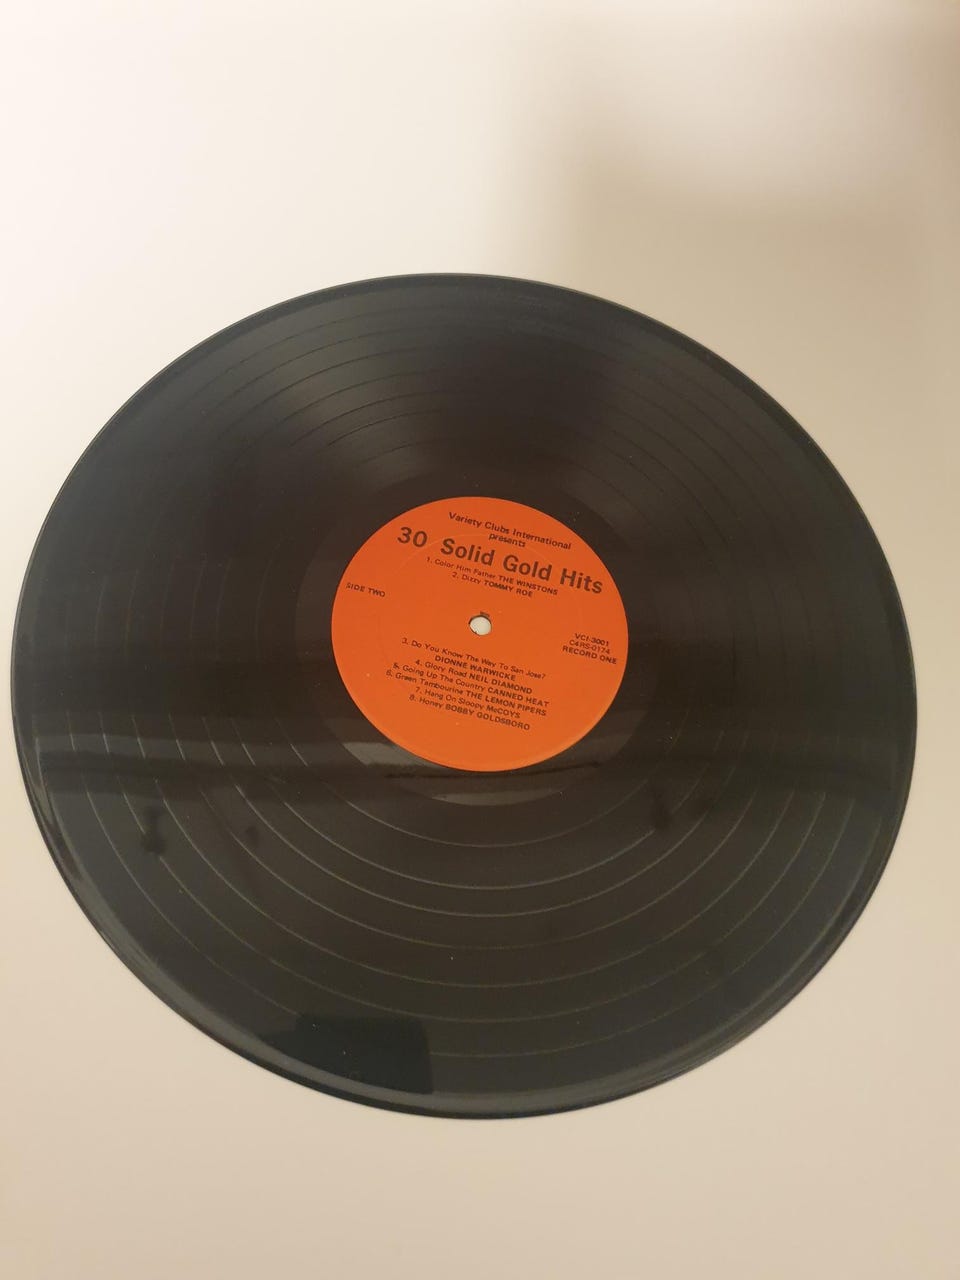 Variety Clubs International
presents
30 Solid Gold Hits
1. Color Him Father THE WINSTONS
2. Dizzy TOMMY ROE
SIDE TWO
VCI-3001
C4RS-0174
RECORD ONE
3. Do You Know The Way To San Jose?
DIONNE WARWICKE
4. Glory Road NEIL DIAMOND
5. Going Up The Country CANNED HEAT
6. Green Tambourine THE LEMON PIPERS
7. Hang On Sloopy McCOYS
8. Honey BOBBY GOLDSBORO